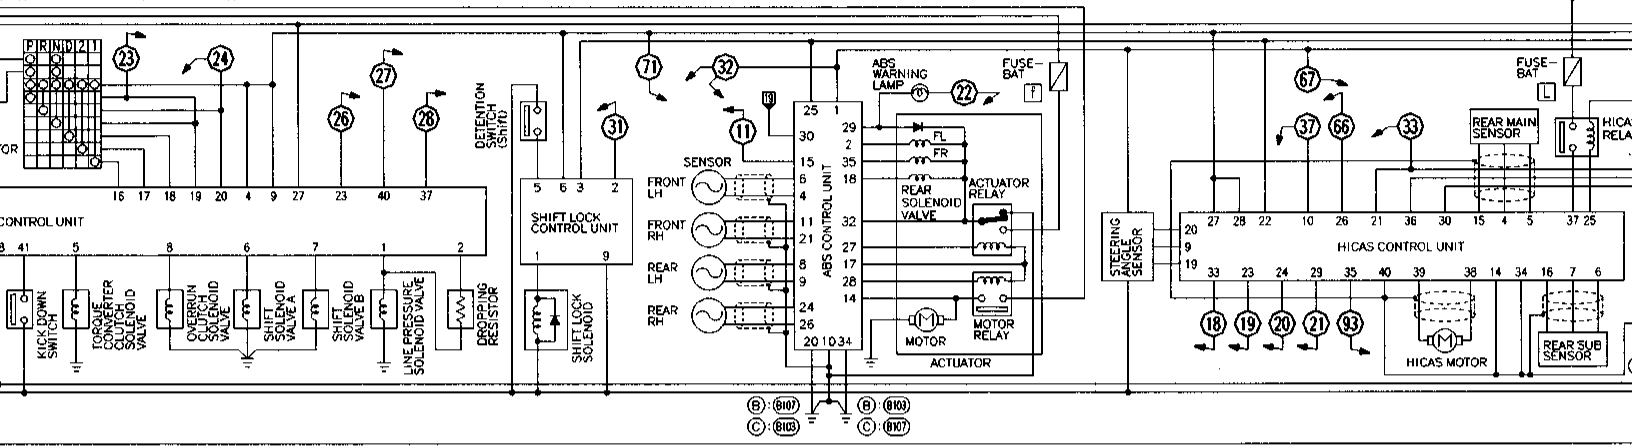 P R N D 2 1
23
24
27
26
28
TOR
16 17 18 19 20 4 9 27 23 40 37
CONTROL UNIT
8 41 5 8 6 7 1 2
KICK DOWN
SWITCH
TORQUE
CONVERTER
CLUTCH
SOLENOID
VALVE
OVERRUN
CLUTCH
SOLENOID
VALVE
SHIFT
SOLENOID
VALVE A
SHIFT
SOLENOID
VALVE B
LINE PRESSURE
SOLENOID VALVE
DROPPING
RESISTOR
DETENTION
SWITCH
(Shift)
31
5 6 3 2
SHIFT LOCK
CONTROL UNIT
1 9
SHIFT LOCK
SOLENOID
71
32
19
11
SENSOR
FRONT
LH
FRONT
RH
REAR
LH
REAR
RH
25 1
30
15
6
4
11
21
8
9
24
26
20 10 34
ABS CONTROL UNIT
29
2
35
18
32
27
17
28
14
ABS
WARNING
LAMP
22
FUSE-
BAT
f
FL
FR
REAR
SOLENOID
VALVE
ACTUATOR
RELAY
M
MOTOR
MOTOR
RELAY
ACTUATOR
B : B107
C : B103
B : B103
C : B107
67
37
66
33
FUSE-
BAT
L
REAR MAIN
SENSOR
HICAS
RELA
STEERING
ANGLE
SENSOR
20
9
19
27 28 22 10 26 21 36 30 15 4 5 37 25
HICAS CONTROL UNIT
33 23 24 29 35 40 39 38 14 34 16 7 6
18
19
20
21
93
M
HICAS MOTOR
REAR SUB
SENSOR